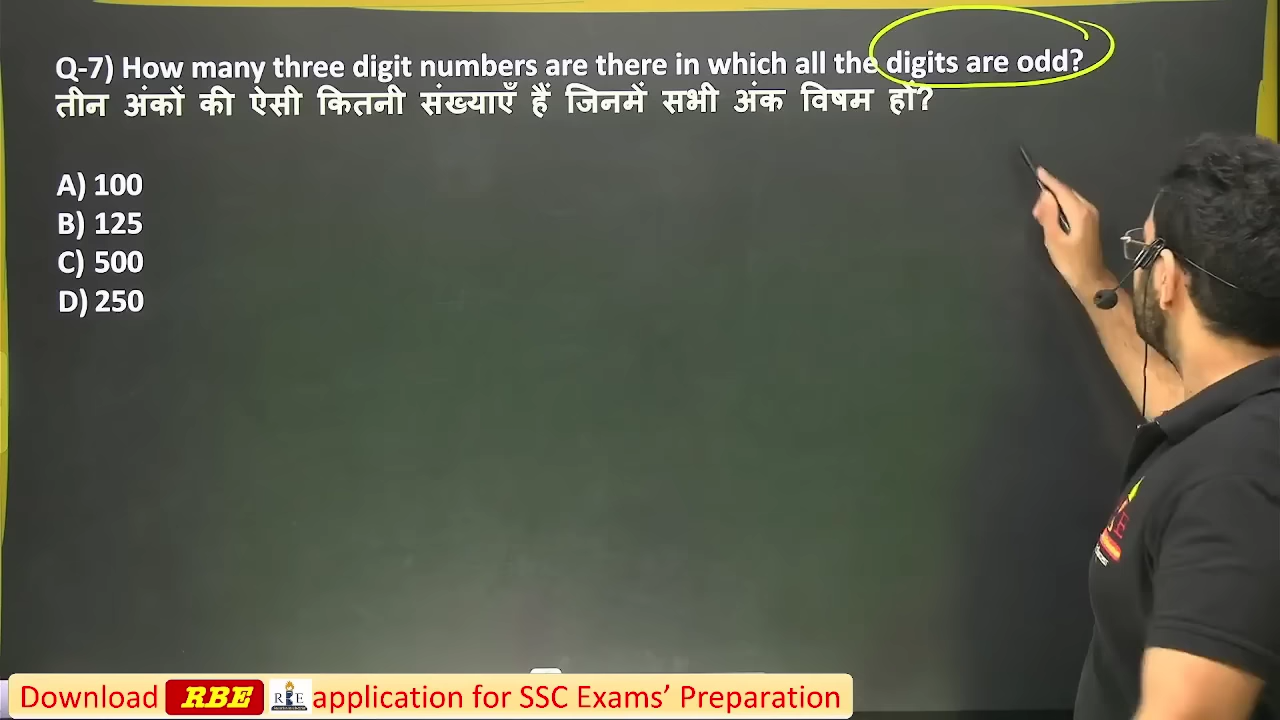 Q-7) How many three digit numbers are there in which all the digits are odd?
तीन अंकों की ऐसी कितनी संख्याएँ हैं जिनमें सभी अंक विषम हों?
A) 100
B) 125
C) 500
D) 250
Download RBE RBE application for SSC Exams’ Preparation